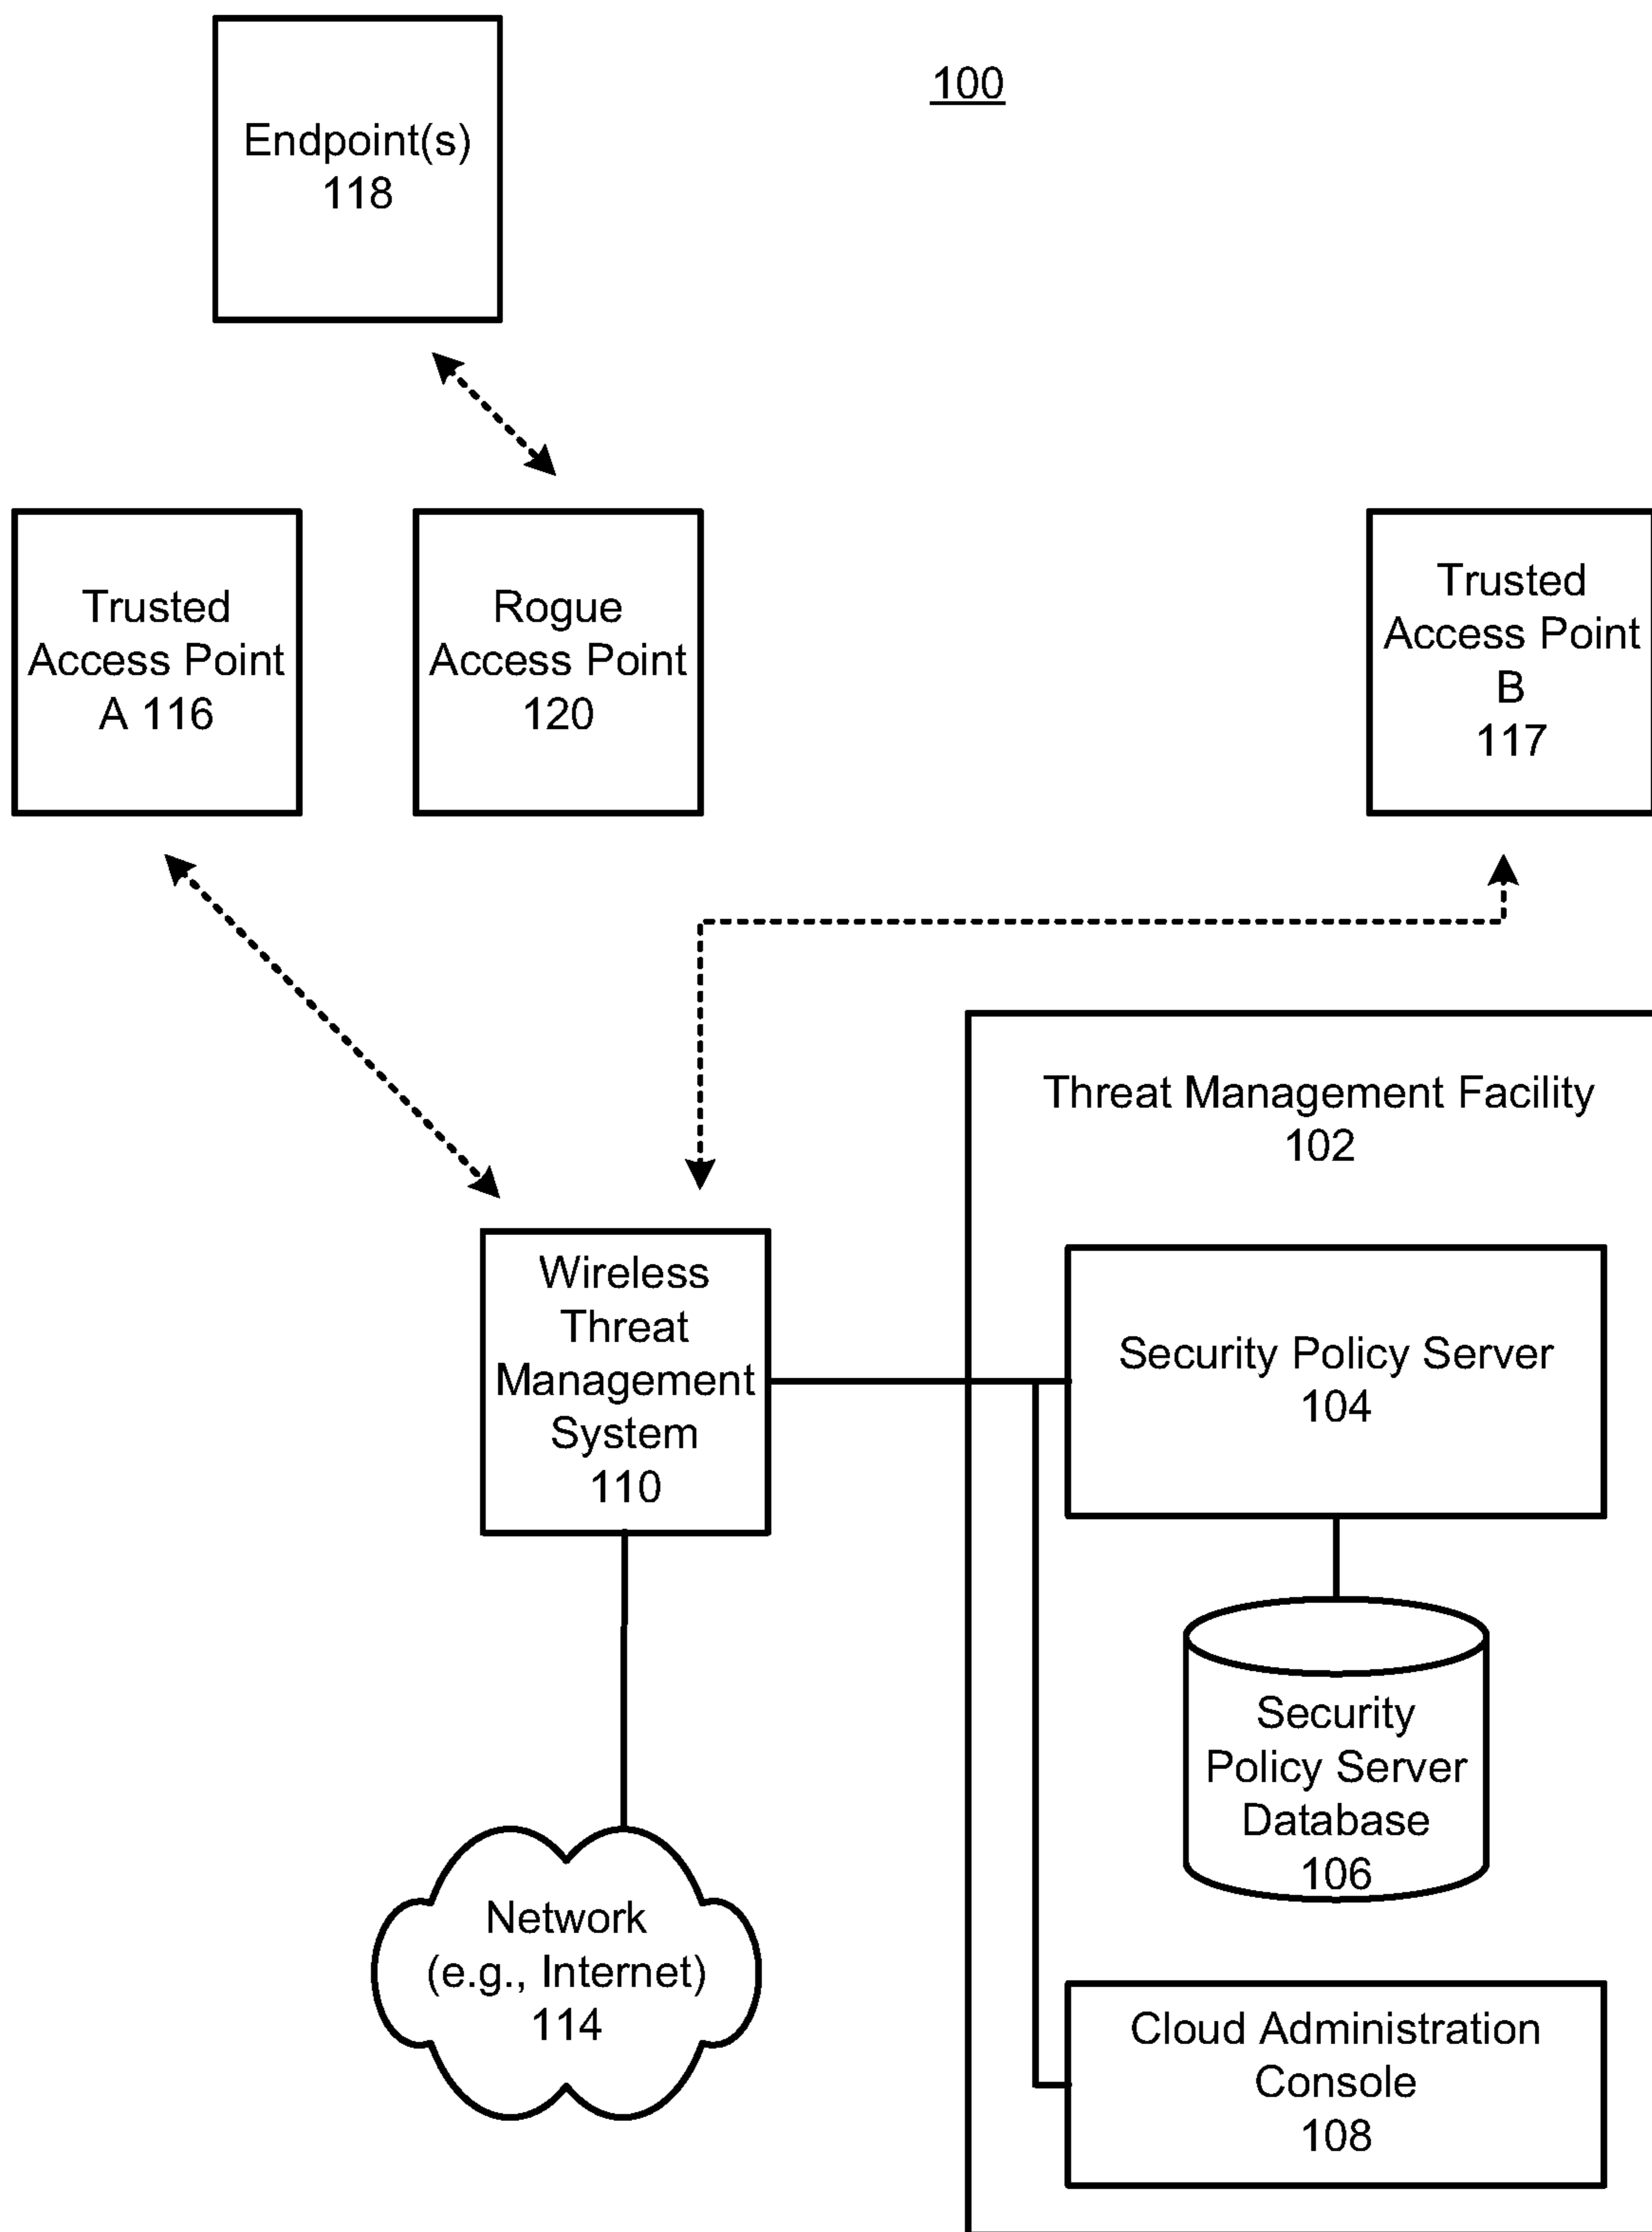 100
Endpoint(s)
118
Trusted
Access Point
A 116
Rogue
Access Point
120
Trusted
Access Point
B
117
Threat Management Facility
102
Wireless
Threat
Management
System
110
Security Policy Server
104
Security
Policy Server
Database
106
Network
(e.g., Internet)
114
Cloud Administration
Console
108